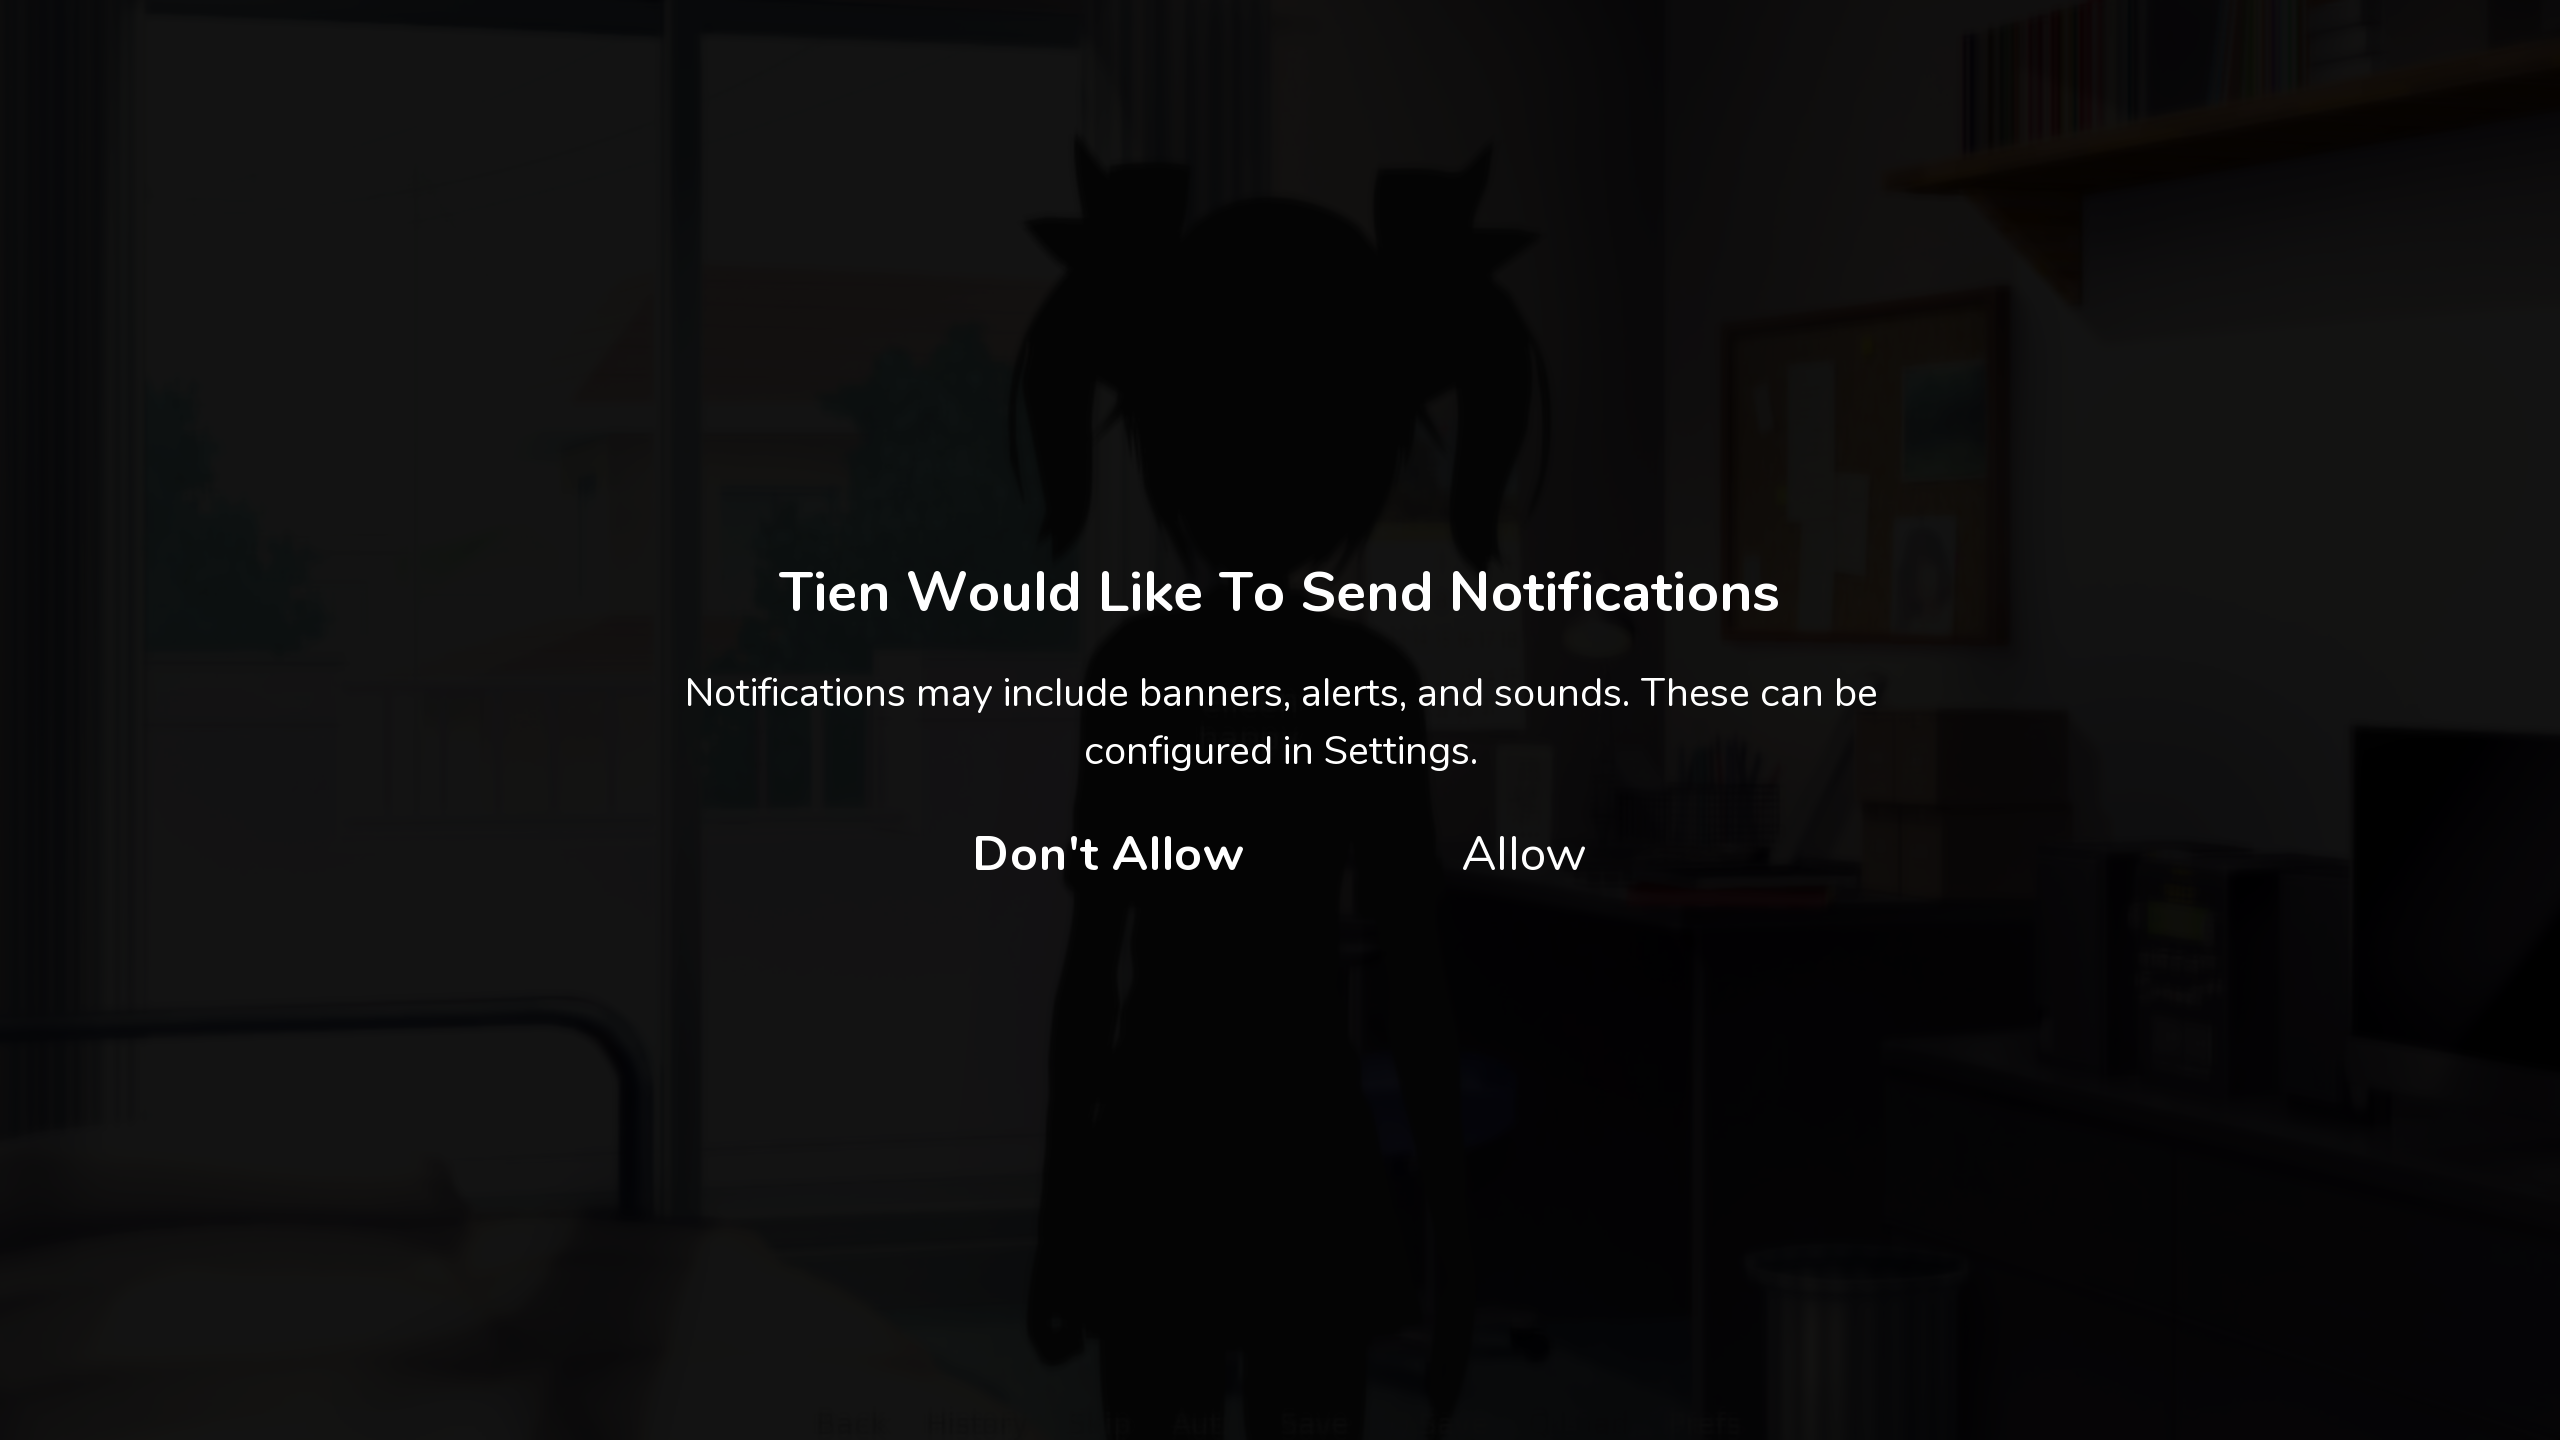 Tien Would Like To Send Notifications
Notifications may include banners, alerts, and sounds. These can be
configured in Settings.
Don't Allow Allow
Back History Auto Save Prefs